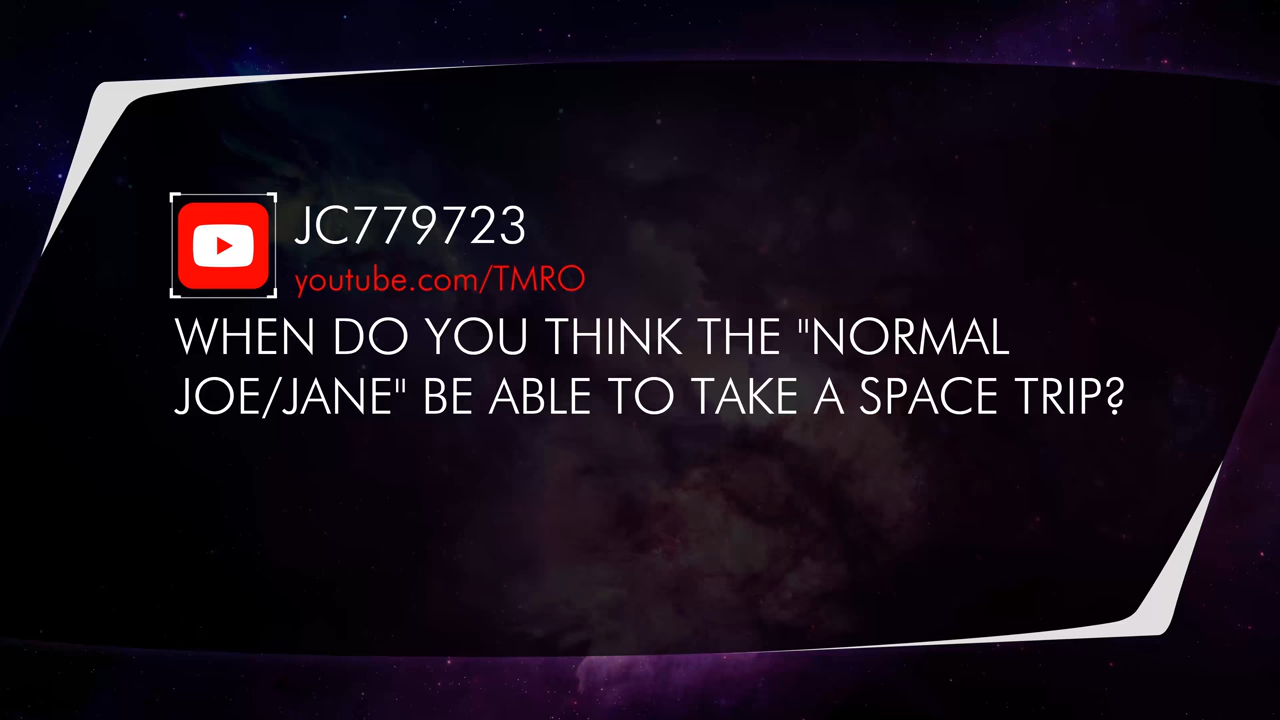 JC779723
youtube.com/TMRO
WHEN DO YOU THINK THE "NORMAL
JOE/JANE" BE ABLE TO TAKE A SPACE TRIP?